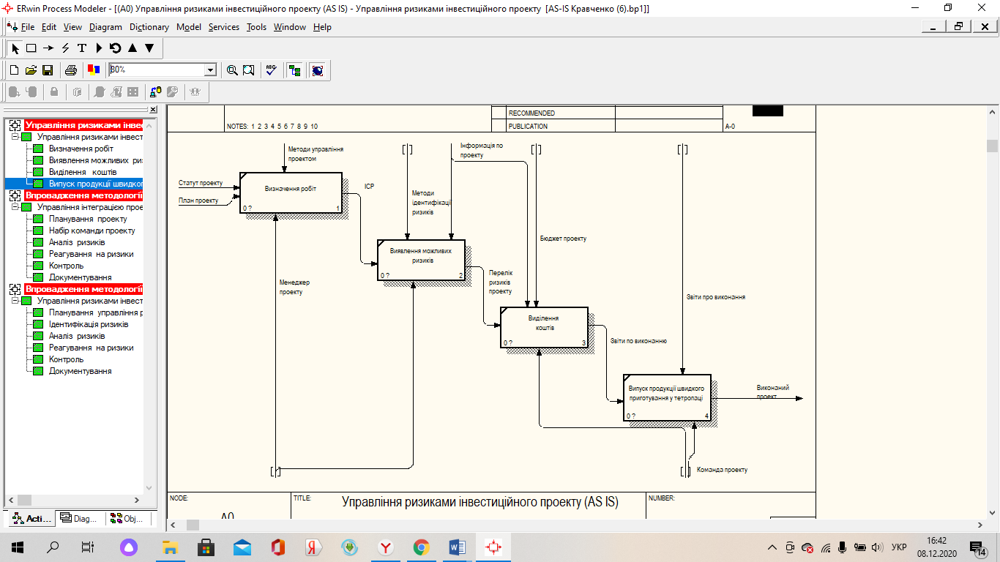 ERwin Process Modeler - [(A0) Управління ризиками інвестиційного проекту (AS IS) - Управління ризиками інвестиційного проекту [AS-IS Кравченко (6).bp1]]
File Edit View Diagram Dictionary Model Services Tools Window Help
80%
ABC
Управління ризиками інвес
Управління ризиками інвест
Визначення робіт
Виявлення можливих риз
Виділення коштів
Випуск продукції швидког
Впровадження методології
Управління інтеграцією прое
Планування проекту
Набір команди проекту
Аналіз ризиків
Реагування на ризики
Контроль
Документування
Впровадження методології
Управління ризиками інвест
Планування управління р
Ідентифікація ризиків
Аналіз ризиків
Реагування на ризики
Контроль
Документування
Acti... Diag... Obj...
RECOMMENDED
NOTES: 1 2 3 4 5 6 7 8 9 10
PUBLICATION
A-0
Методи управління
проектом
Інформація по
проекту
Статут проекту
План проекту
Визначення робіт
0 ? 1
ІСР
Методи
ідентифікації
ризиків
Бюджет проекту
Виявлення можливих
ризиків
0 ? 2
Менеджер
проекту
Перелік
ризиків
проекту
Звіти про виконання
Виділення
коштів
0 ? 3
Звіти по виконанню
Випуск продукції швидкого
приготування у тетропаці
0 ? 4
Виконаний
проект
Команда проекту
NODE:
A0
TITLE:
Управління ризиками інвестиційного проекту (AS IS)
NUMBER:
УКР
16:42
08.12.2020
14